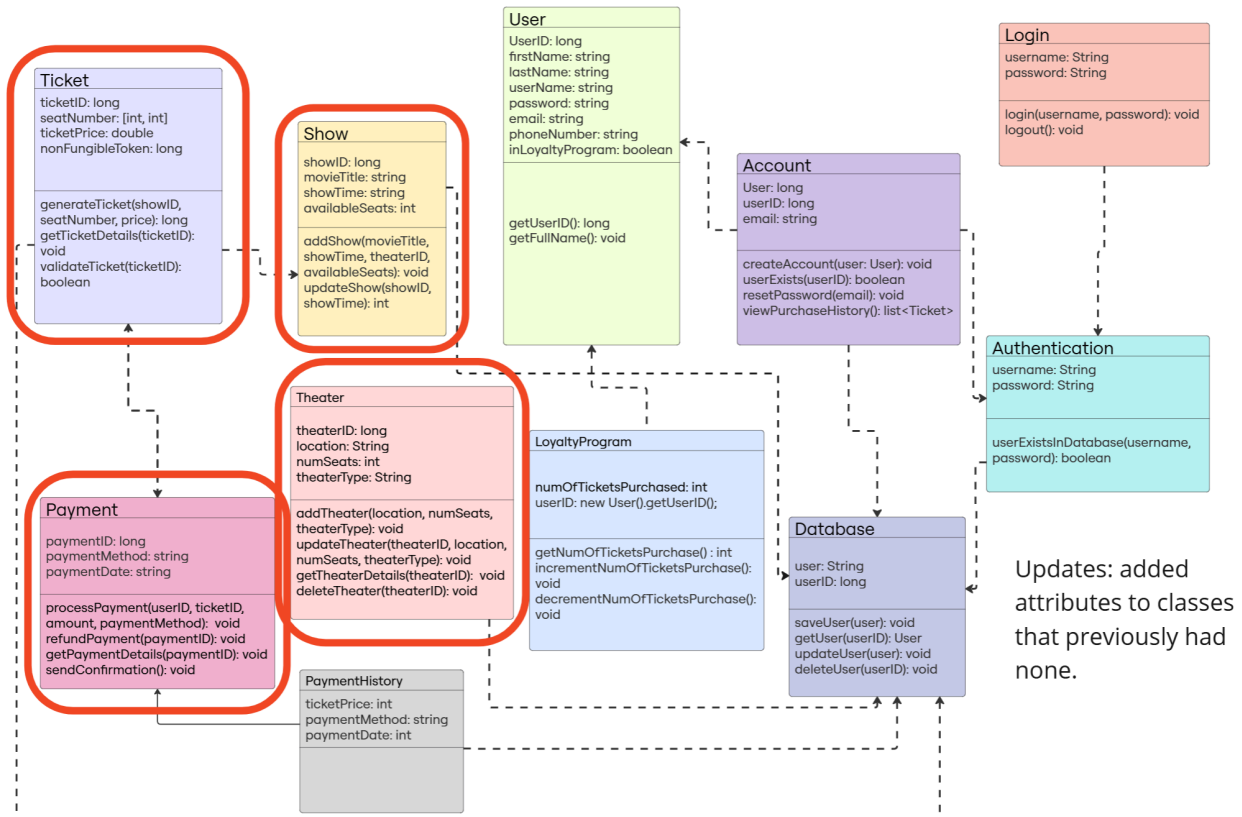 Ticket
ticketID: long
seatNumber: [int, int]
ticketPrice: double
nonFungibleToken: long
generateTicket(showID,
seatNumber, price): long
getTicketDetails(ticketID):
void
validateTicket(ticketID):
boolean
Show
showID: long
movieTitle: string
showTime: string
availableSeats: int
addShow(movieTitle,
showTime, theaterID,
availableSeats): void
updateShow(showID,
showTime): int
User
UserID: long
firstName: string
lastName: string
userName: string
password: string
email: string
phoneNumber: string
inLoyaltyProgram: boolean
getUserID(): long
getFullName(): void
Account
User: long
userID: long
email: string
createAccount(user: User): void
userExists(userID): boolean
resetPassword(email): void
viewPurchaseHistory(): list<Ticket>
Login
username: String
password: String
login(username, password): void
logout(): void
Authentication
username: String
password: String
userExistsInDatabase(username,
password): boolean
Theater
theaterID: long
location: String
numSeats: int
theaterType: String
addTheater(location, numSeats,
theaterType): void
updateTheater(theaterID, location,
numSeats, theaterType): void
getTheaterDetails(theaterID): void
deleteTheater(theaterID): void
LoyaltyProgram
numOfTicketsPurchased: int
userID: new User().getUserID();
getNumOfTicketsPurchase() : int
incrementNumOfTicketsPurchase():
void
decrementNumOfTicketsPurchase():
void
Payment
paymentID: long
paymentMethod: string
paymentDate: string
processPayment(userID, ticketID,
amount, paymentMethod): void
refundPayment(paymentID): void
getPaymentDetails(paymentID): void
sendConfirmation(): void
PaymentHistory
ticketPrice: int
paymentMethod: string
paymentDate: int
Database
user: String
userID: long
saveUser(user): void
getUser(userID): User
updateUser(user): void
deleteUser(userID): void
Updates: added
attributes to classes
that previously had
none.